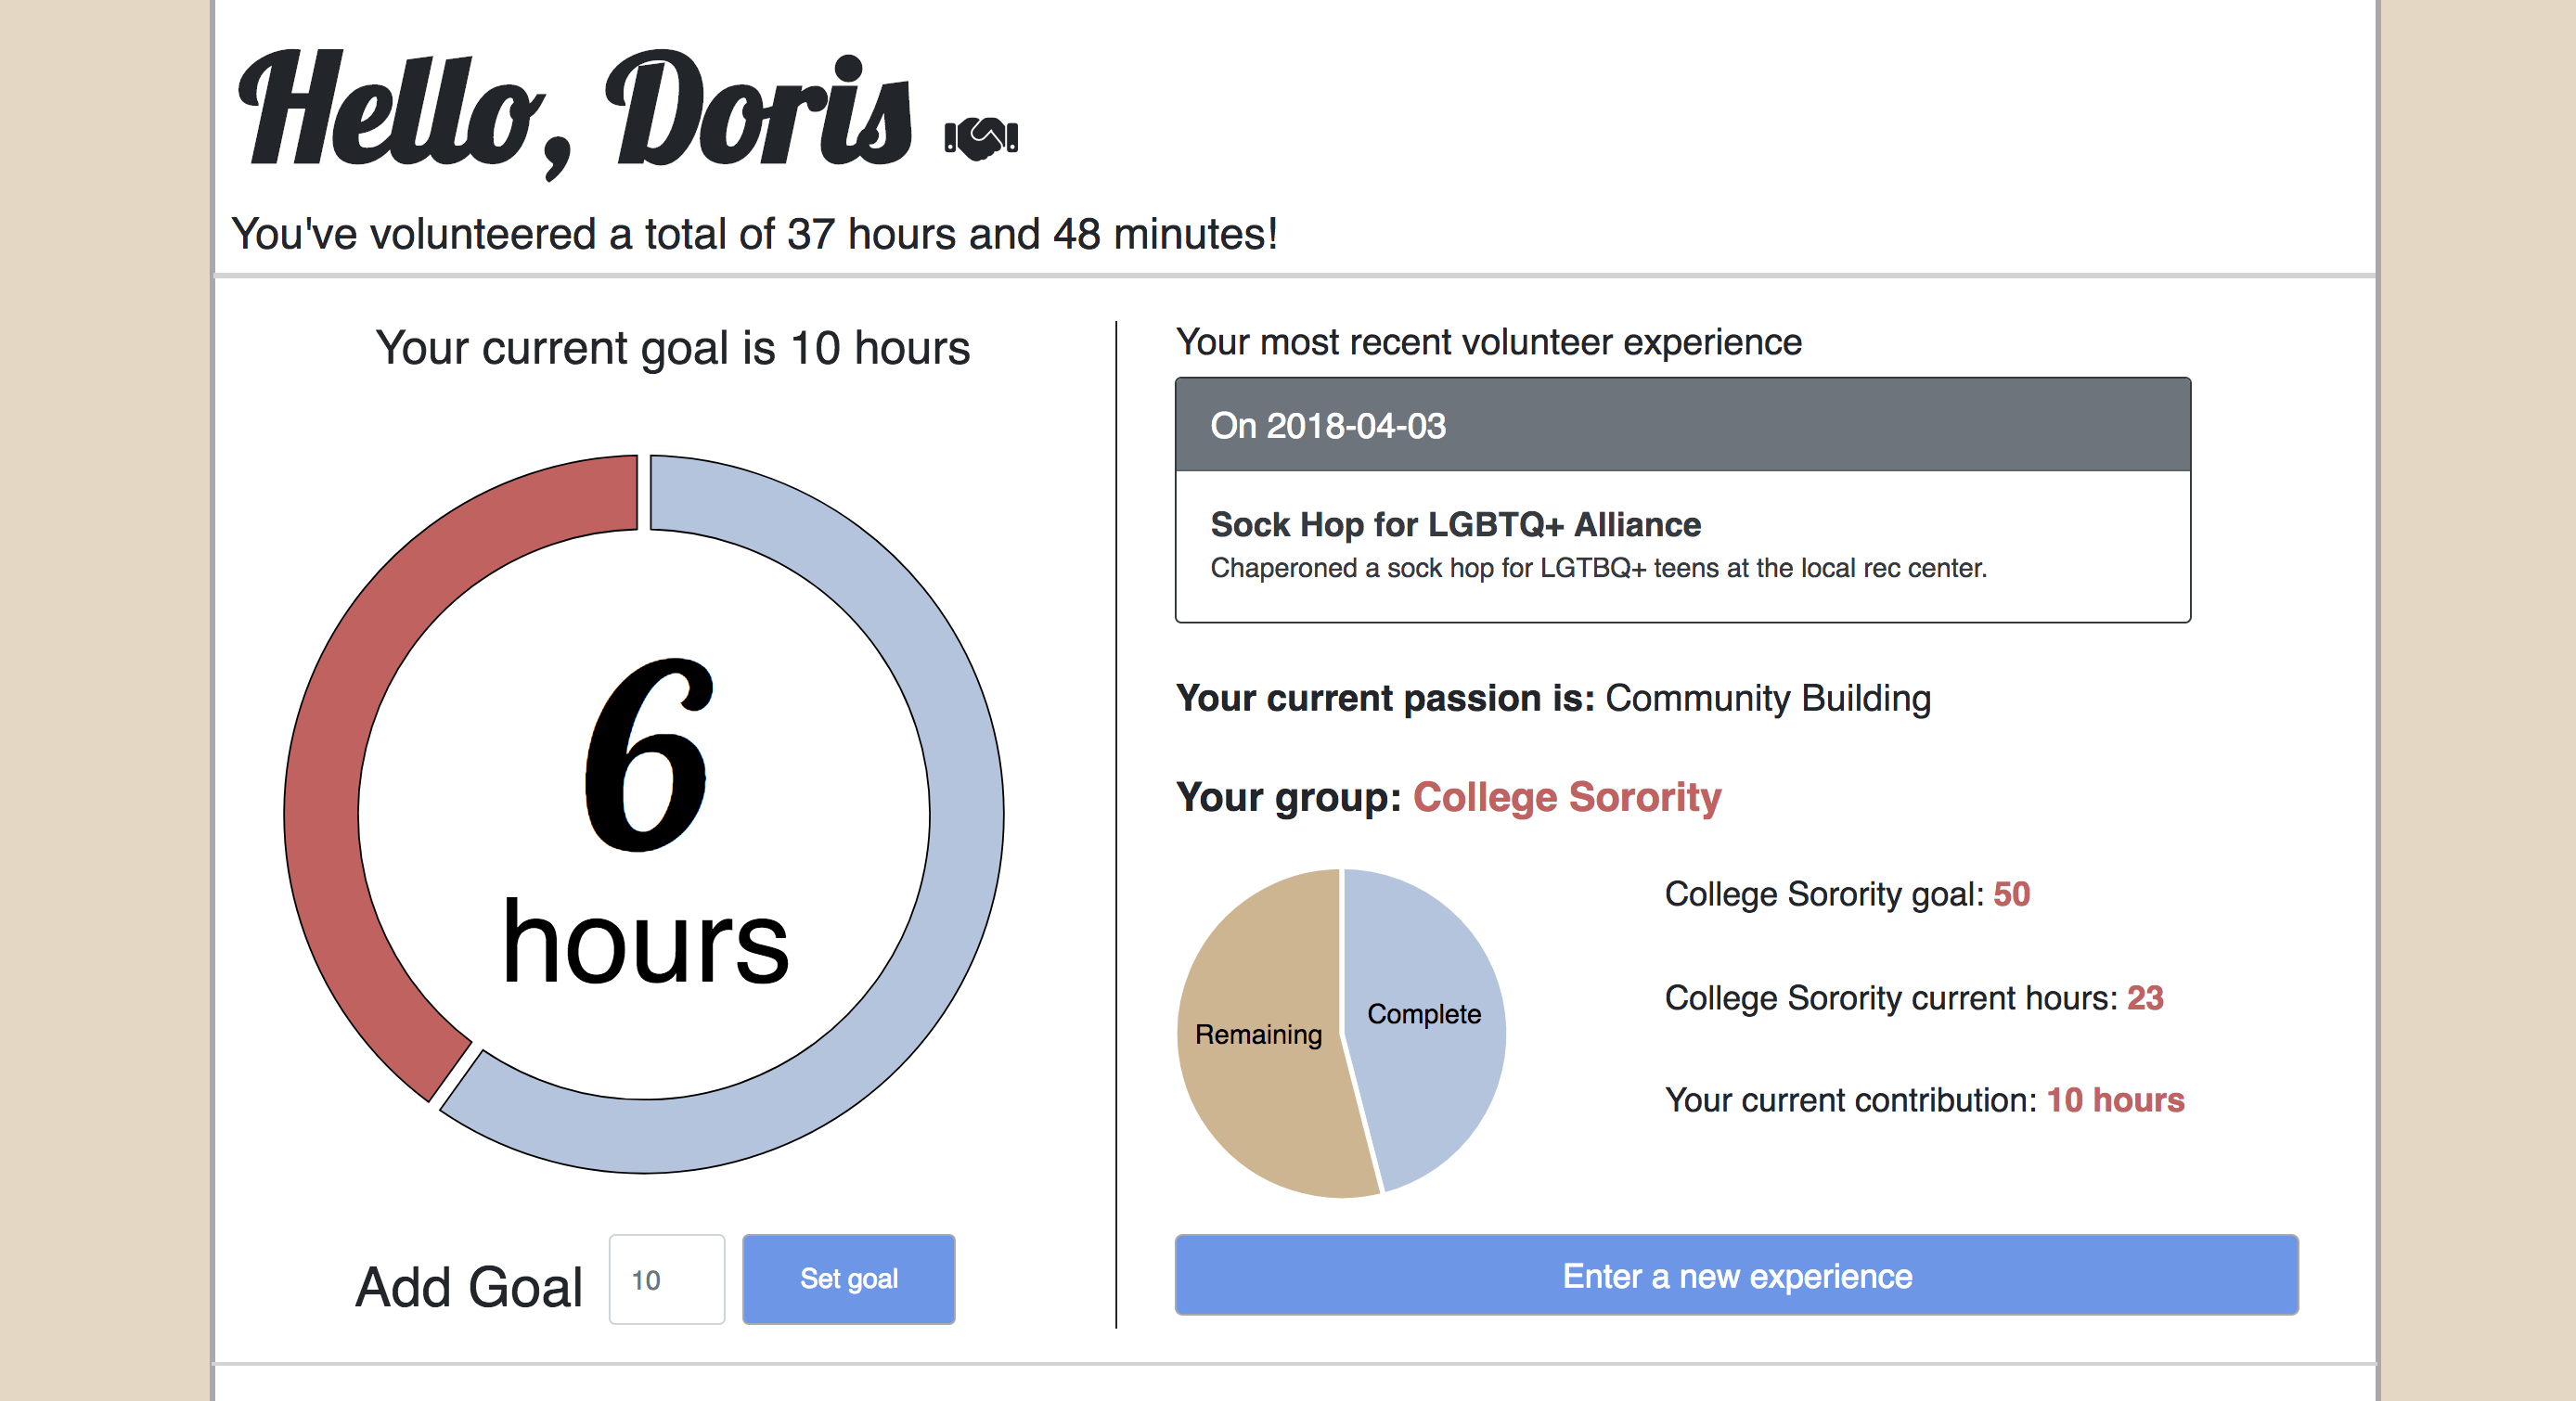 Hello, Doris
You've volunteered a total of 37 hours and 48 minutes!
Your current goal is 10 hours
6
hours
Add Goal
10
Set goal
Your most recent volunteer experience
On 2018-04-03
Sock Hop for LGBTQ+ Alliance
Chaperoned a sock hop for LGTBQ+ teens at the local rec center.
Your current passion is: Community Building
Your group: College Sorority
Remaining
Complete
College Sorority goal: 50
College Sorority current hours: 23
Your current contribution: 10 hours
Enter a new experience